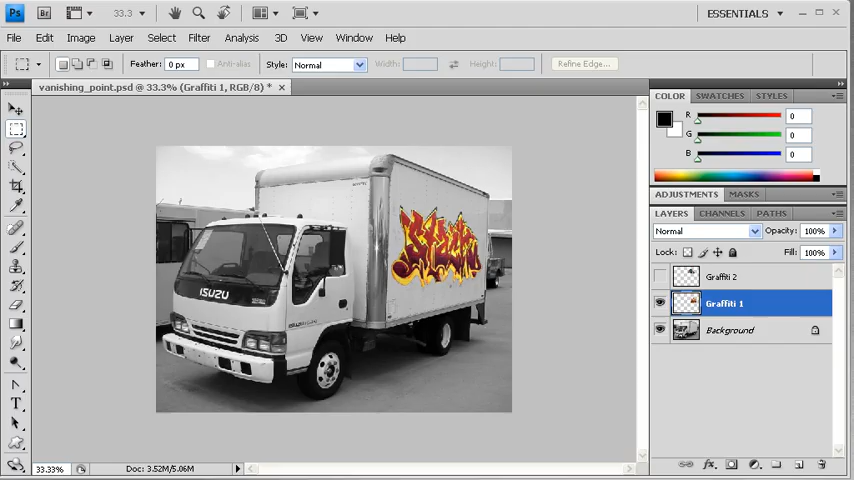 Ps Br 33.3 ESSENTIALS
File Edit Image Layer Select Filter Analysis 3D View Window Help
Feather: 0 px Anti-alias Style: Normal Width: Height: Refine Edge...
vanishing_point.psd @ 33.3% (Graffiti 1, RGB/8) *
COLOR SWATCHES STYLES
R 0
G 0
B 0
ADJUSTMENTS MASKS
LAYERS CHANNELS PATHS
Normal Opacity: 100%
Lock: Fill: 100%
Graffiti 2
Graffiti 1
Background
ISUZU
33.33% Doc: 3.52M/5.06M